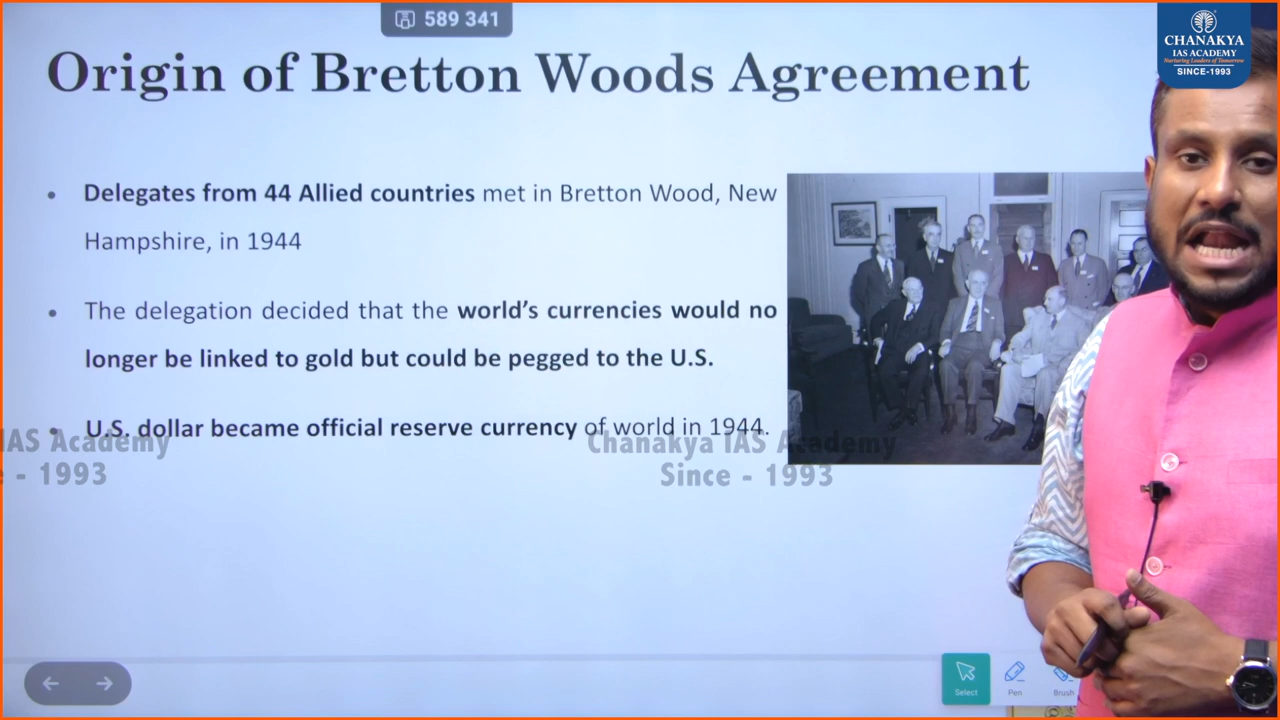 589 341
CHANAKYA
IAS ACADEMY
Nurturing Leaders of Tomorrow
SINCE-1993
Origin of Bretton Woods Agreement
• Delegates from 44 Allied countries met in Bretton Wood, New
Hampshire, in 1944
• The delegation decided that the world's currencies would no
longer be linked to gold but could be pegged to the U.S.
• U.S. dollar became official reserve currency of world in 1944.
IAS Academy
e - 1993
Chanakya IAS Academy
Since - 1993
Select
Pen
Brush